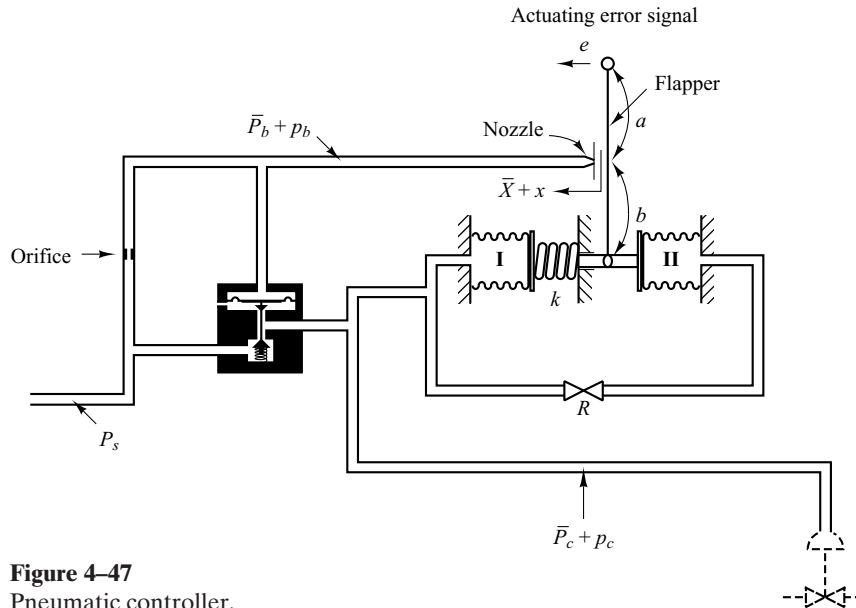 Actuating error signal
e
Flapper
a
Nozzle
P̅b + pb
X̅ + x
b
Orifice
I
II
k
R
Ps
P̅c + pc
Figure 4–47
Pneumatic controller.